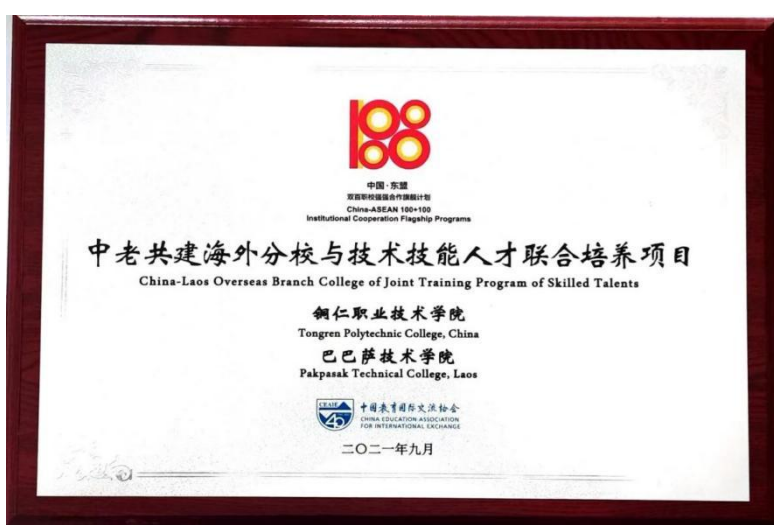 100
中国·东盟
双百职校强强合作旗舰计划
China-ASEAN 100+100
Institutional Cooperation Flagship Programs
中老共建海外分校与技术技能人才联合培养项目
China-Laos Overseas Branch College of Joint Training Program of Skilled Talents
铜仁职业技术学院
Tongren Polytechnic College, China
巴巴萨技术学院
Pakpasak Technical College, Laos
CEAIE
中国教育国际交流协会
CHINA EDUCATION ASSOCIATION
FOR INTERNATIONAL EXCHANGE
二〇二一年九月